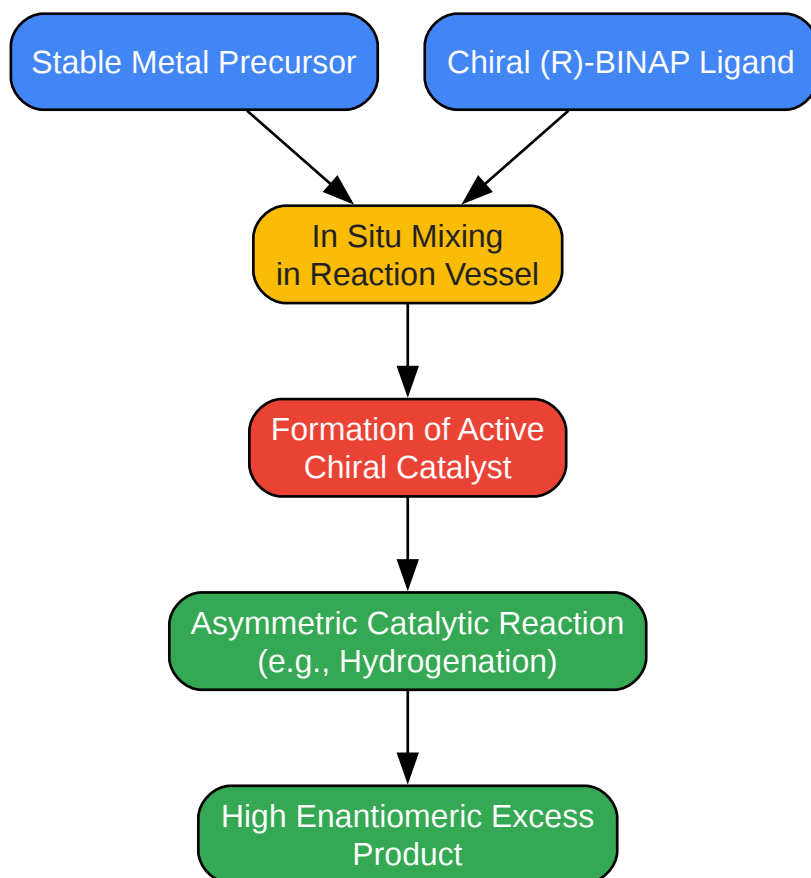 Stable Metal Precursor
Chiral (R)-BINAP Ligand
In Situ Mixing
in Reaction Vessel
Formation of Active
Chiral Catalyst
Asymmetric Catalytic Reaction
(e.g., Hydrogenation)
High Enantiomeric Excess
Product